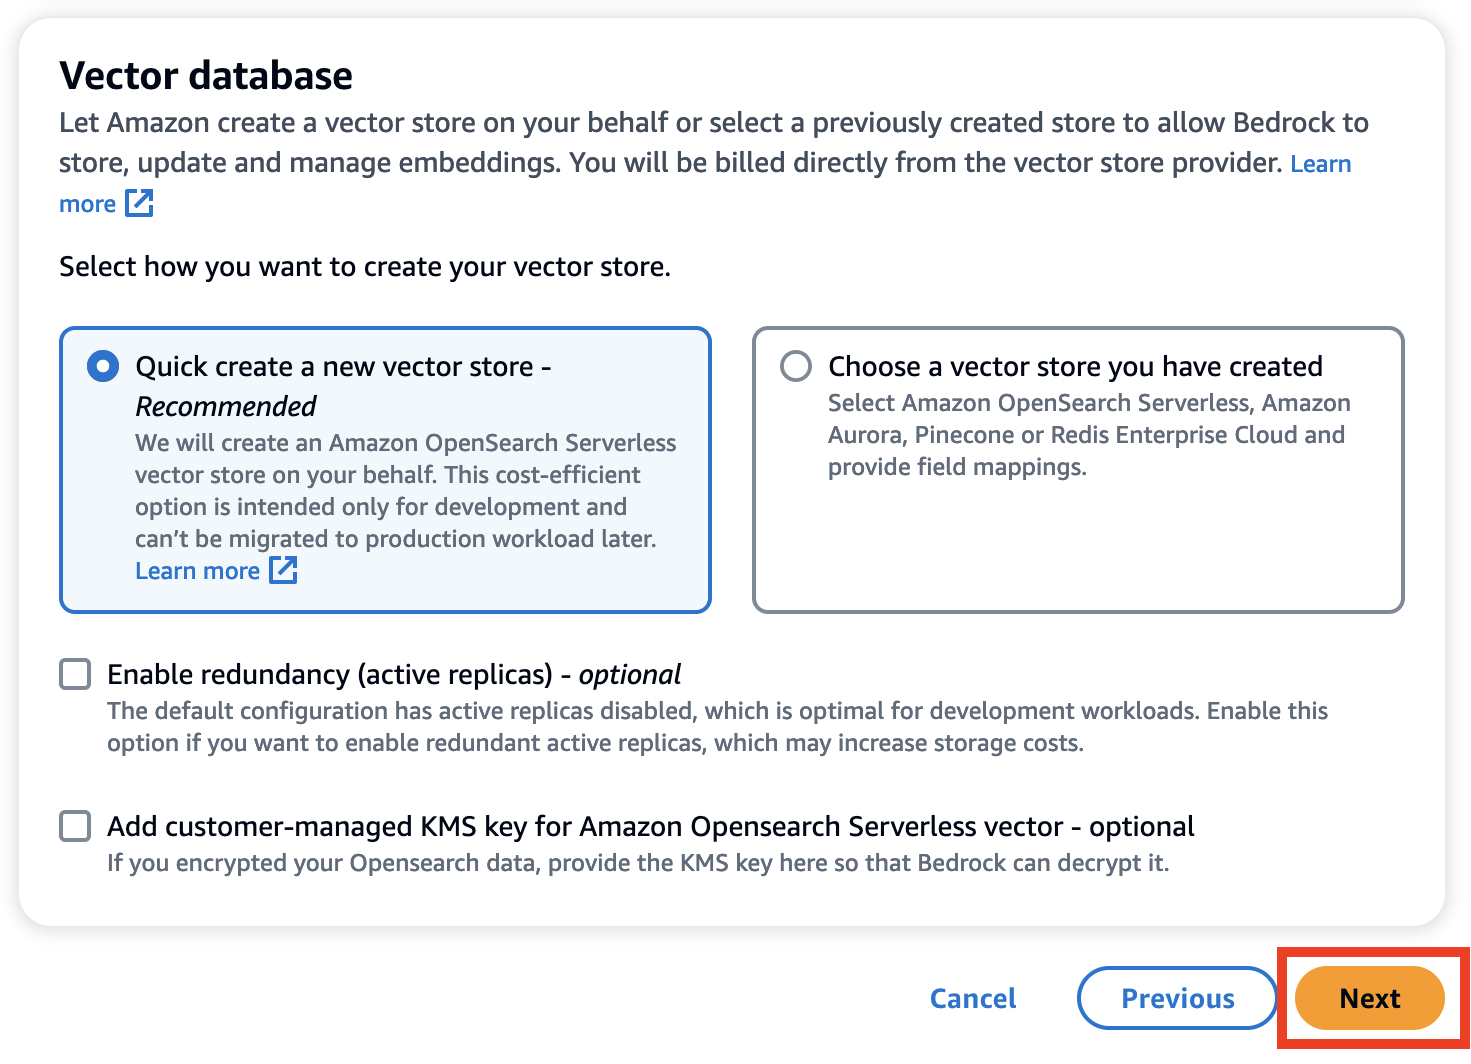 Vector database
Let Amazon create a vector store on your behalf or select a previously created store to allow Bedrock to
store, update and manage embeddings. You will be billed directly from the vector store provider. Learn
more
Select how you want to create your vector store.
Quick create a new vector store -
Recommended
We will create an Amazon OpenSearch Serverless
vector store on your behalf. This cost-efficient
option is intended only for development and
can’t be migrated to production workload later.
Learn more
Choose a vector store you have created
Select Amazon OpenSearch Serverless, Amazon
Aurora, Pinecone or Redis Enterprise Cloud and
provide field mappings.
Enable redundancy (active replicas) - optional
The default configuration has active replicas disabled, which is optimal for development workloads. Enable this
option if you want to enable redundant active replicas, which may increase storage costs.
Add customer-managed KMS key for Amazon Opensearch Serverless vector - optional
If you encrypted your Opensearch data, provide the KMS key here so that Bedrock can decrypt it.
Cancel
Previous
Next